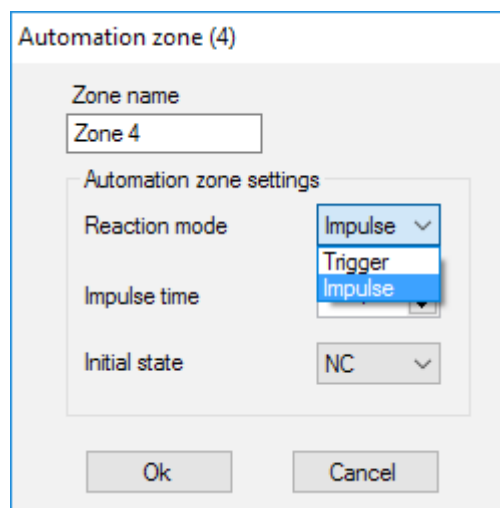 Automation zone (4)
Zone name
Zone 4
Automation zone settings
Reaction mode Impulse
Trigger
Impulse
Impulse time
Initial state NC
Ok Cancel